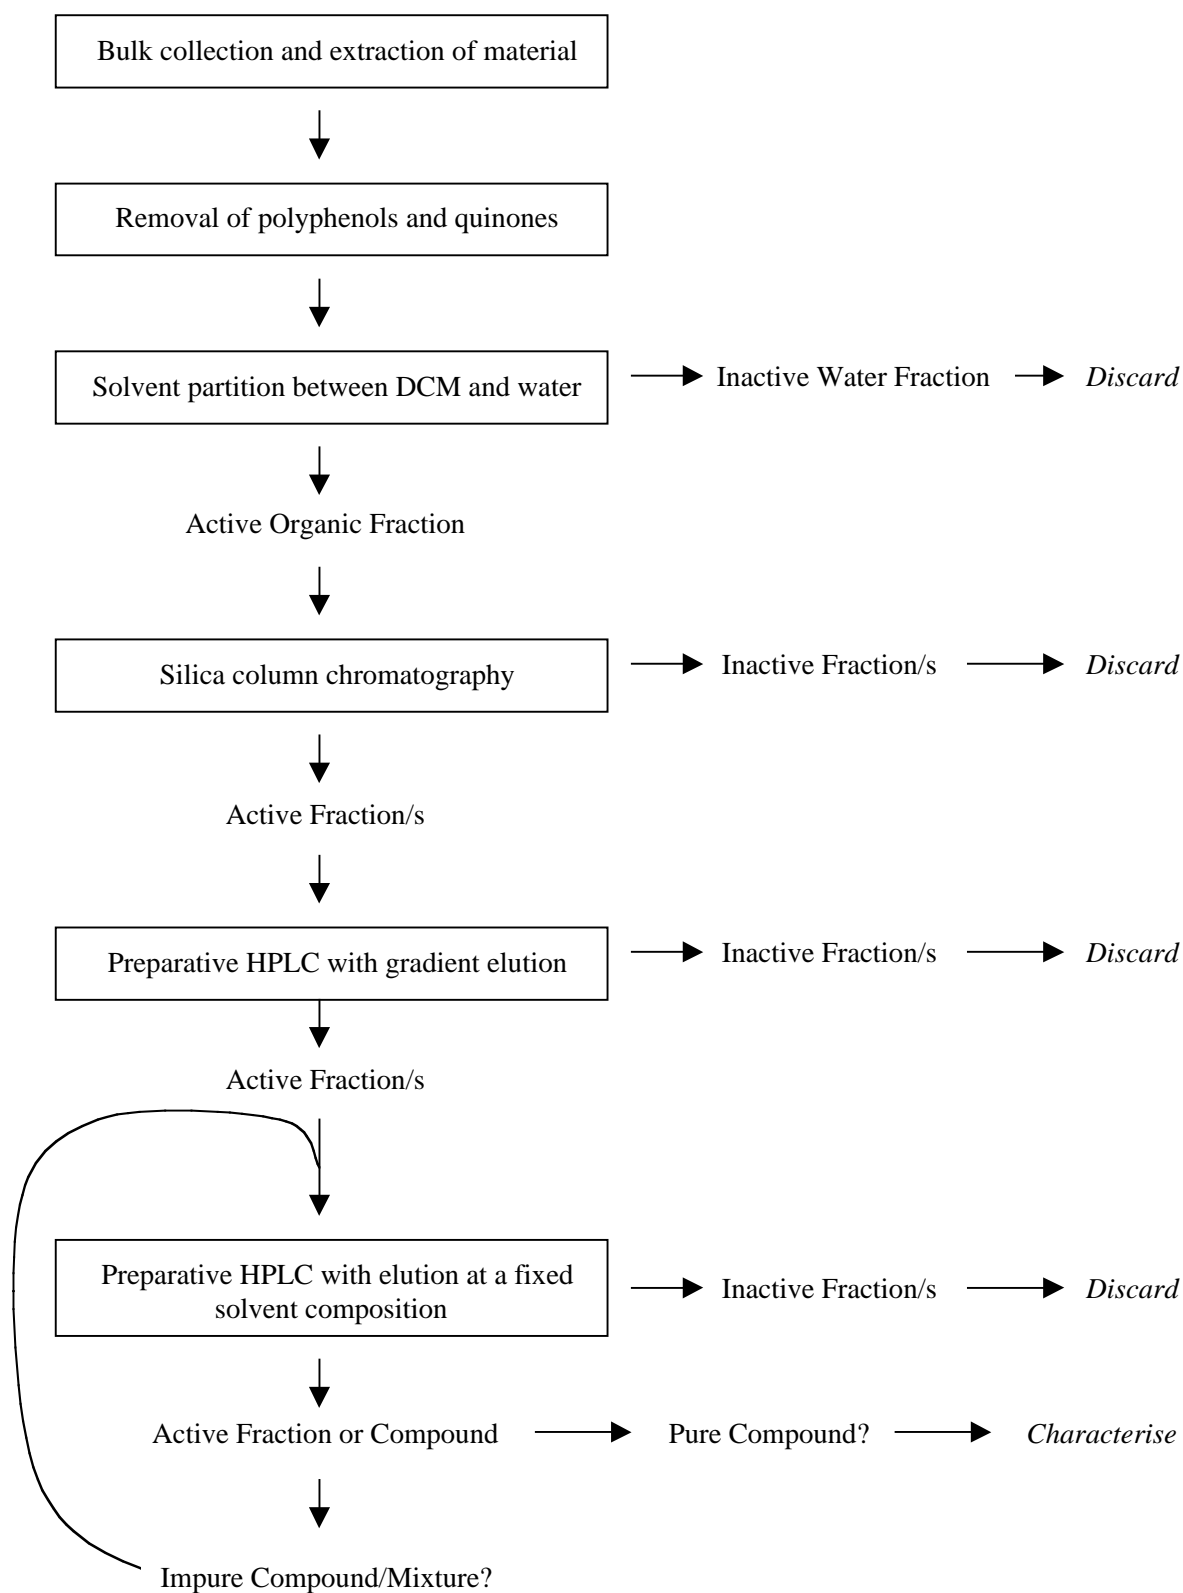 Bulk collection and extraction of material
Removal of polyphenols and quinones
Solvent partition between DCM and water
Inactive Water Fraction
Discard
Active Organic Fraction
Silica column chromatography
Inactive Fraction/s
Discard
Active Fraction/s
Preparative HPLC with gradient elution
Inactive Fraction/s
Discard
Active Fraction/s
Preparative HPLC with elution at a fixed
solvent composition
Inactive Fraction/s
Discard
Active Fraction or Compound
Pure Compound?
Characterise
Impure Compound/Mixture?